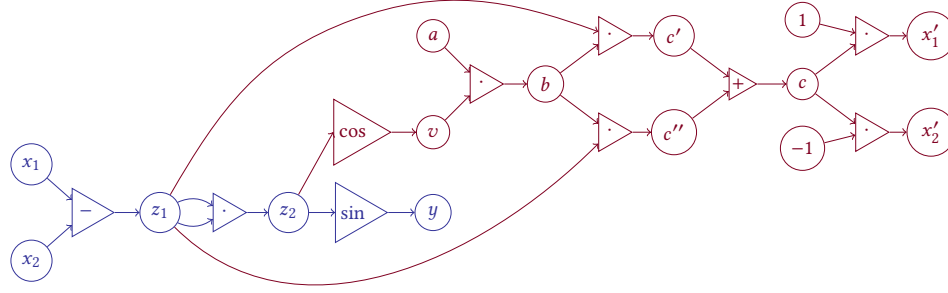 a
·
c′
1
·
x′₁
·
b
+
c
cos
v
·
c′′
−1
·
x′₂
x₁
−
z₁
·
z₂
sin
y
x₂